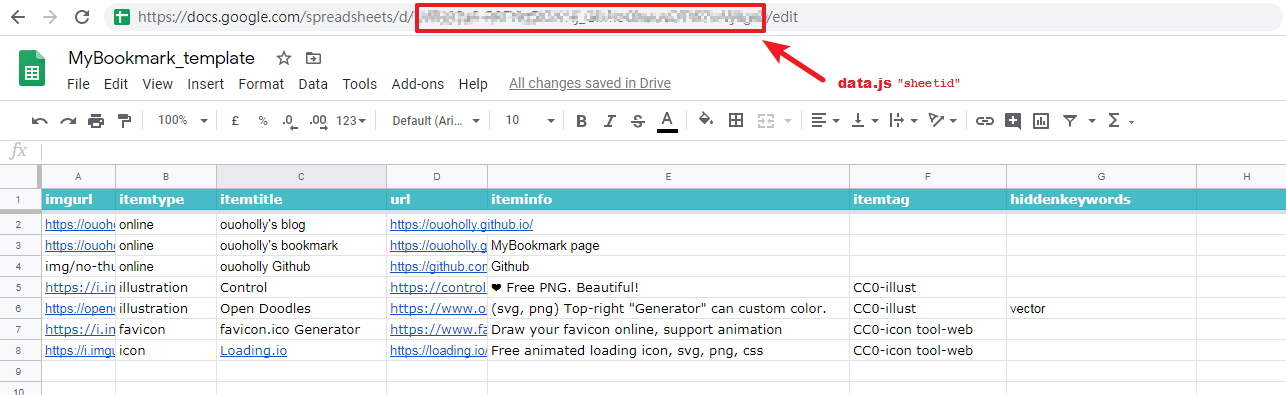 https://docs.google.com/spreadsheets/d/ /edit
MyBookmark_template
data.js "sheetid"
File Edit View Insert Format Data Tools Add-ons Help All changes saved in Drive
100% £ % .0 .00 123 Default (Ari... 10 B I S A Σ
fx
A B C D E F G H
1 imgurl itemtype itemtitle url iteminfo itemtag hiddenkeywords
2 https://ouoh online ouoholly's blog https://ouoholly.github.io/
3 https://ouoh online ouoholly's bookmark https://ouoholly.g MyBookmark page
4 img/no-thu online ouoholly Github https://github.com Github
5 https://i.im illustration Control https://control ❤ Free PNG. Beautiful! CC0-illust
6 https://opend illustration Open Doodles https://www.o (svg, png) Top-right "Generator" can custom color. CC0-illust vector
7 https://i.im favicon favicon.ico Generator https://www.fa Draw your favicon online, support animation CC0-icon tool-web
8 https://i.imgu icon Loading.io https://loading.io/ Free animated loading icon, svg, png, css CC0-icon tool-web
9
10